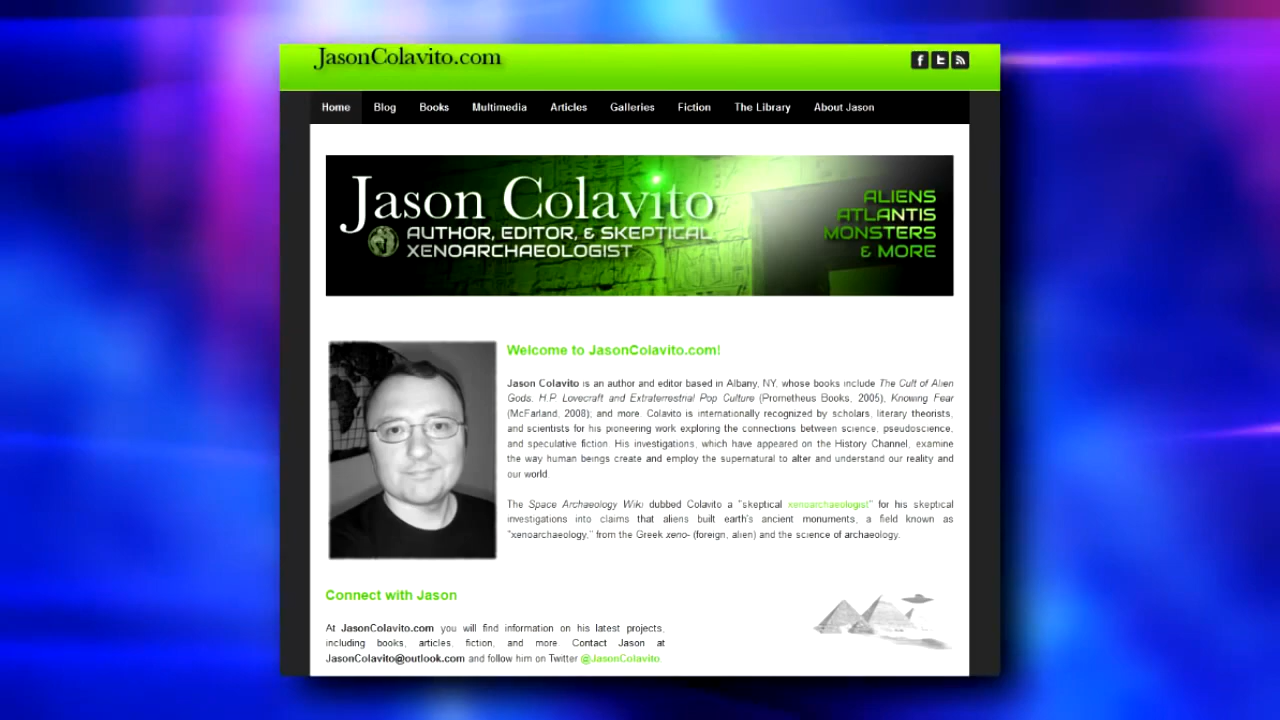 JasonColavito.com
Home Blog Books Multimedia Articles Galleries Fiction The Library About Jason
Jason Colavito
AUTHOR, EDITOR, & SKEPTICAL
XENOARCHAEOLOGIST
ALIENS
ATLANTIS
MONSTERS
& MORE
Welcome to JasonColavito.com!
Jason Colavito is an author and editor based in Albany, NY, whose books include The Cult of Alien
Gods: H.P. Lovecraft and Extraterrestrial Pop Culture (Prometheus Books, 2005); Knowing Fear
(McFarland, 2008); and more. Colavito is internationally recognized by scholars, literary theorists,
and scientists for his pioneering work exploring the connections between science, pseudoscience,
and speculative fiction. His investigations, which have appeared on the History Channel, examine
the way human beings create and employ the supernatural to alter and understand our reality and
our world.
The Space Archaeology Wiki dubbed Colavito a "skeptical xenoarchaeologist" for his skeptical
investigations into claims that aliens built earth's ancient monuments, a field known as
"xenoarchaeology," from the Greek xeno- (foreign, alien) and the science of archaeology.
Connect with Jason
At JasonColavito.com you will find information on his latest projects,
including books, articles, fiction, and more. Contact Jason at
JasonColavito@outlook.com and follow him on Twitter @JasonColavito.